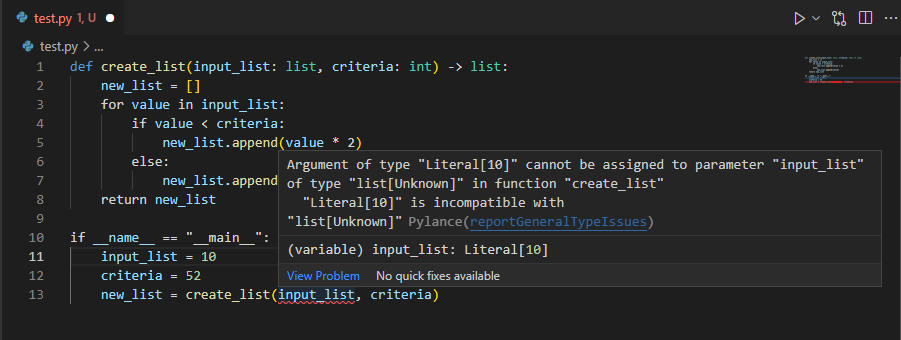 test.py 1, U
test.py > ...
1 def create_list(input_list: list, criteria: int) -> list:
2 new_list = []
3 for value in input_list:
4 if value < criteria:
5 new_list.append(value * 2)
6 else:
7 new_list.append
8 return new_list
9
10 if __name__ == "__main__":
11 input_list = 10
12 criteria = 52
13 new_list = create_list(input_list, criteria)
Argument of type "Literal[10]" cannot be assigned to parameter "input_list"
of type "list[Unknown]" in function "create_list"
"Literal[10]" is incompatible with
"list[Unknown]" Pylance(reportGeneralTypeIssues)
(variable) input_list: Literal[10]
View Problem No quick fixes available